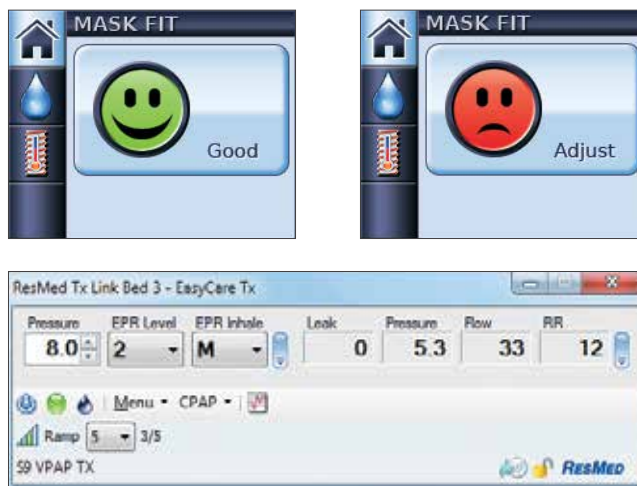 MASK FIT
Good
MASK FIT
Adjust
ResMed Tx Link Bed 3 - EasyCare Tx
Pressure EPR Level EPR Inhale Leak Pressure Flow RR
8.0 2 M 0 5.3 33 12
Menu CPAP
Ramp 5 3/5
S9 VPAP TX
RESMED